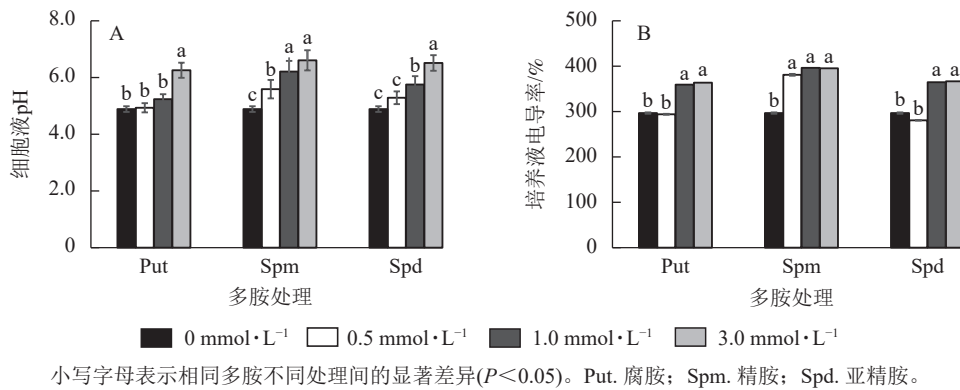 8.0
6.0
4.0
2.0
0
细胞液pH
A
b b b a
c b a a
c c b a
Put Spm Spd
多胺处理
500
400
300
200
100
0
培养液电导率/%
B
b b a a
b a a a
b b a a
Put Spm Spd
多胺处理
0 mmol·L⁻¹ 0.5 mmol·L⁻¹ 1.0 mmol·L⁻¹ 3.0 mmol·L⁻¹
小写字母表示相同多胺不同处理间的显著差异(P<0.05)。Put. 腐胺；Spm. 精胺；Spd. 亚精胺。